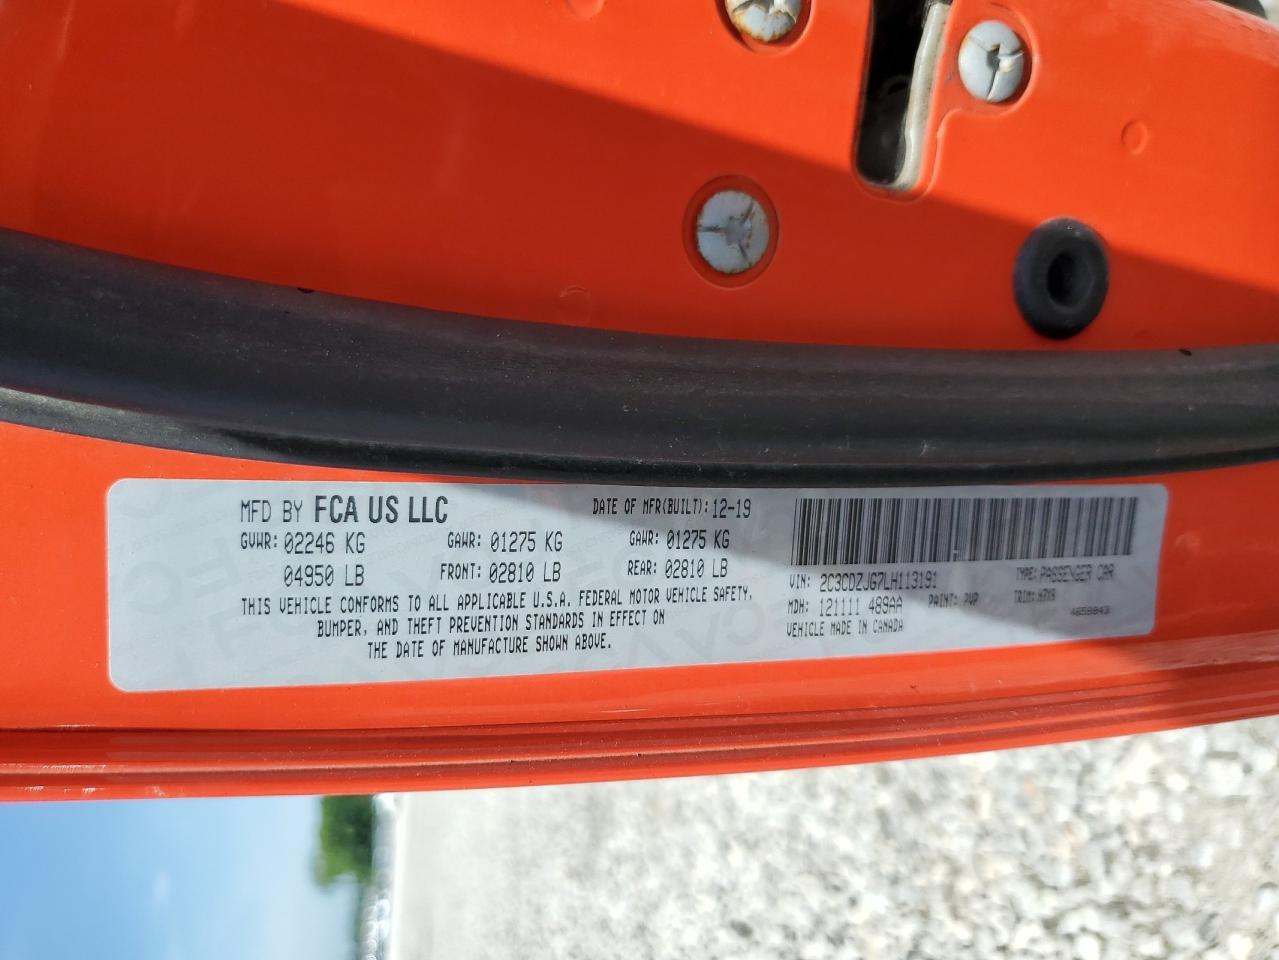 MFD BY FCA US LLC DATE OF MFR(BUILT): 12-19
GVWR: 02246 KG GAWR: 01275 KG GAWR: 01275 KG
04950 LB FRONT: 02810 LB REAR: 02810 LB
THIS VEHICLE CONFORMS TO ALL APPLICABLE U.S.A. FEDERAL MOTOR VEHICLE SAFETY,
BUMPER, AND THEFT PREVENTION STANDARDS IN EFFECT ON
THE DATE OF MANUFACTURE SHOWN ABOVE.
VIN: 2C3CDZJG7LH113191 TYPE: PASSENGER CAR
MDH: 121111 489AA PAINT: PVP TRIM:
VEHICLE MADE IN CANADA 4658843